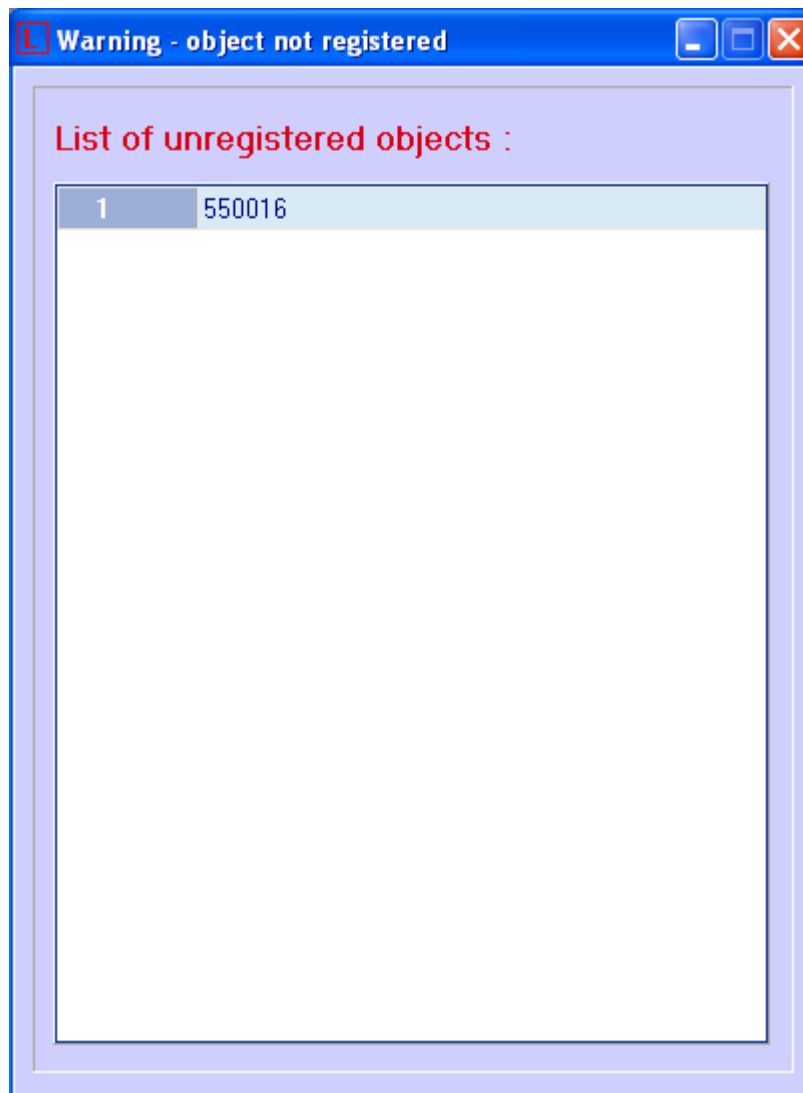 L Warning - object not registered
List of unregistered objects :
1 550016